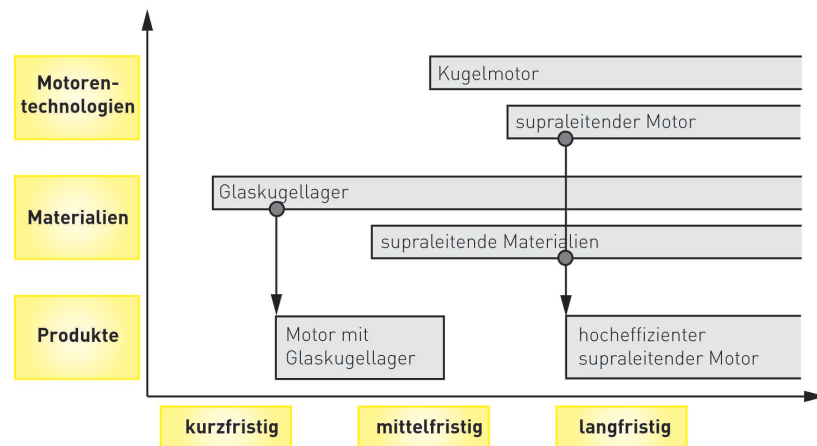 Motoren-
technologien
Kugelmotor
supraleitender Motor
Materialien
Glaskugellager
supraleitende Materialien
Produkte
Motor mit
Glaskugellager
hocheffizienter
supraleitender Motor
kurzfristig
mittelfristig
langfristig